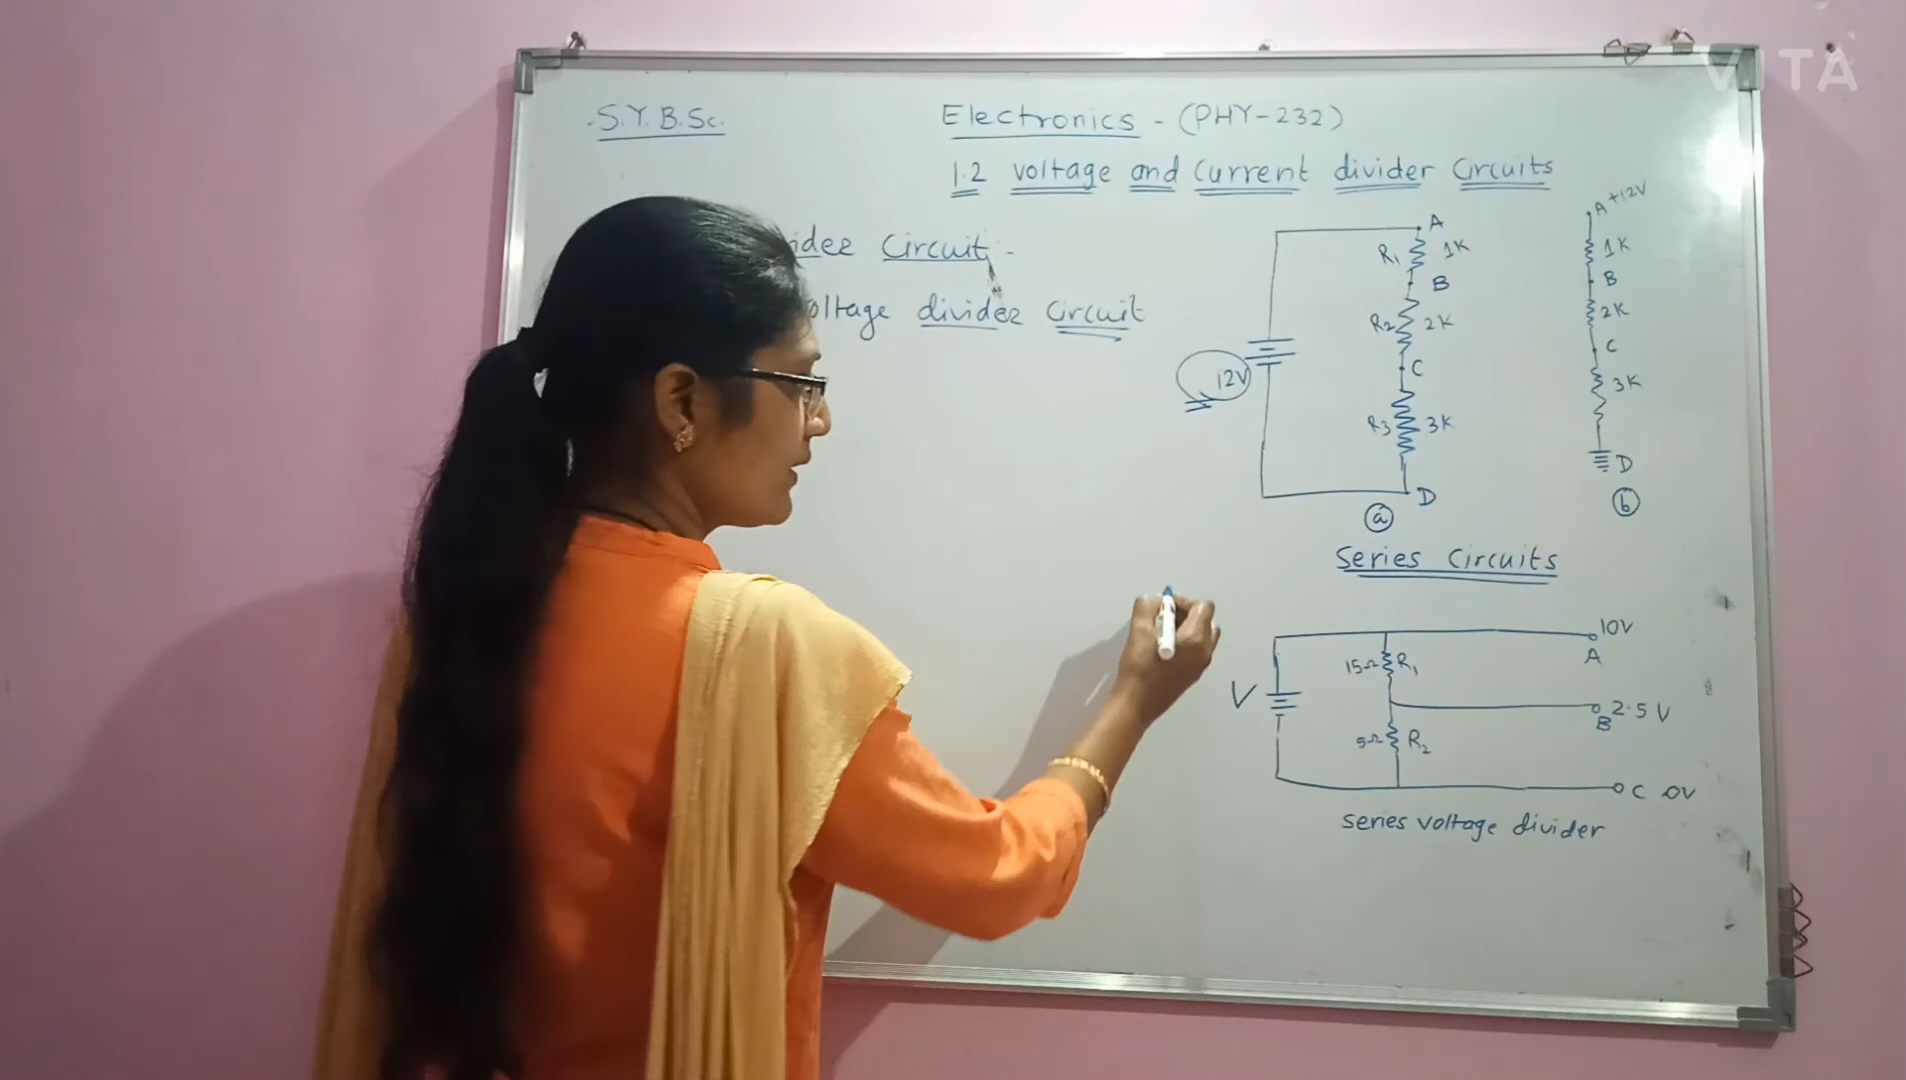 VITA
S.Y. B.Sc.
Electronics - (PHY-232)
1.2 voltage and Current divider Circuits
Circuit -
divider Circuit
A
R1 1K
B
R2 2K
C
R3 3K
D
12V
(a)
A +12V
1K
B
2K
C
3K
D
(b)
Series Circuits
V
15Ω R1
5Ω R2
10V
A
2.5 V
B
C 0V
series voltage divider